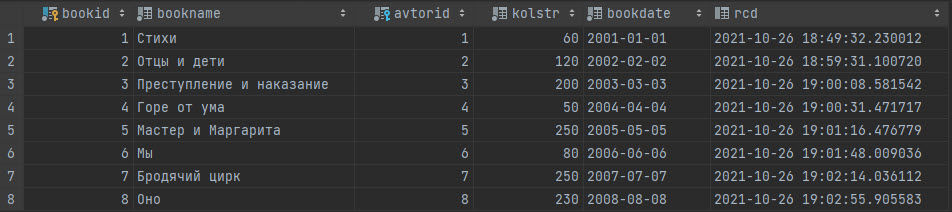 bookid bookname avtorid kolstr bookdate rcd
1 1 Стихи 1 60 2001-01-01 2021-10-26 18:49:32.230012
2 2 Отцы и дети 2 120 2002-02-02 2021-10-26 18:59:31.100720
3 3 Преступление и наказание 3 200 2003-03-03 2021-10-26 19:00:08.581542
4 4 Горе от ума 4 50 2004-04-04 2021-10-26 19:00:31.471717
5 5 Мастер и Маргарита 5 250 2005-05-05 2021-10-26 19:01:16.476779
6 6 Мы 6 80 2006-06-06 2021-10-26 19:01:48.009036
7 7 Бродячий цирк 7 250 2007-07-07 2021-10-26 19:02:14.036112
8 8 Оно 8 230 2008-08-08 2021-10-26 19:02:55.905583